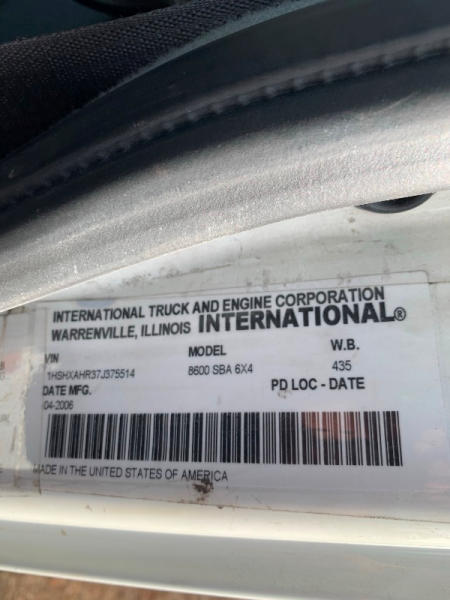 INTERNATIONAL TRUCK AND ENGINE CORPORATION
WARRENVILLE, ILLINOIS INTERNATIONAL®
VIN MODEL W.B.
1HSHXAHR37J375514 8600 SBA 6X4 435
DATE MFG. PD LOC - DATE
04-2006
MADE IN THE UNITED STATES OF AMERICA